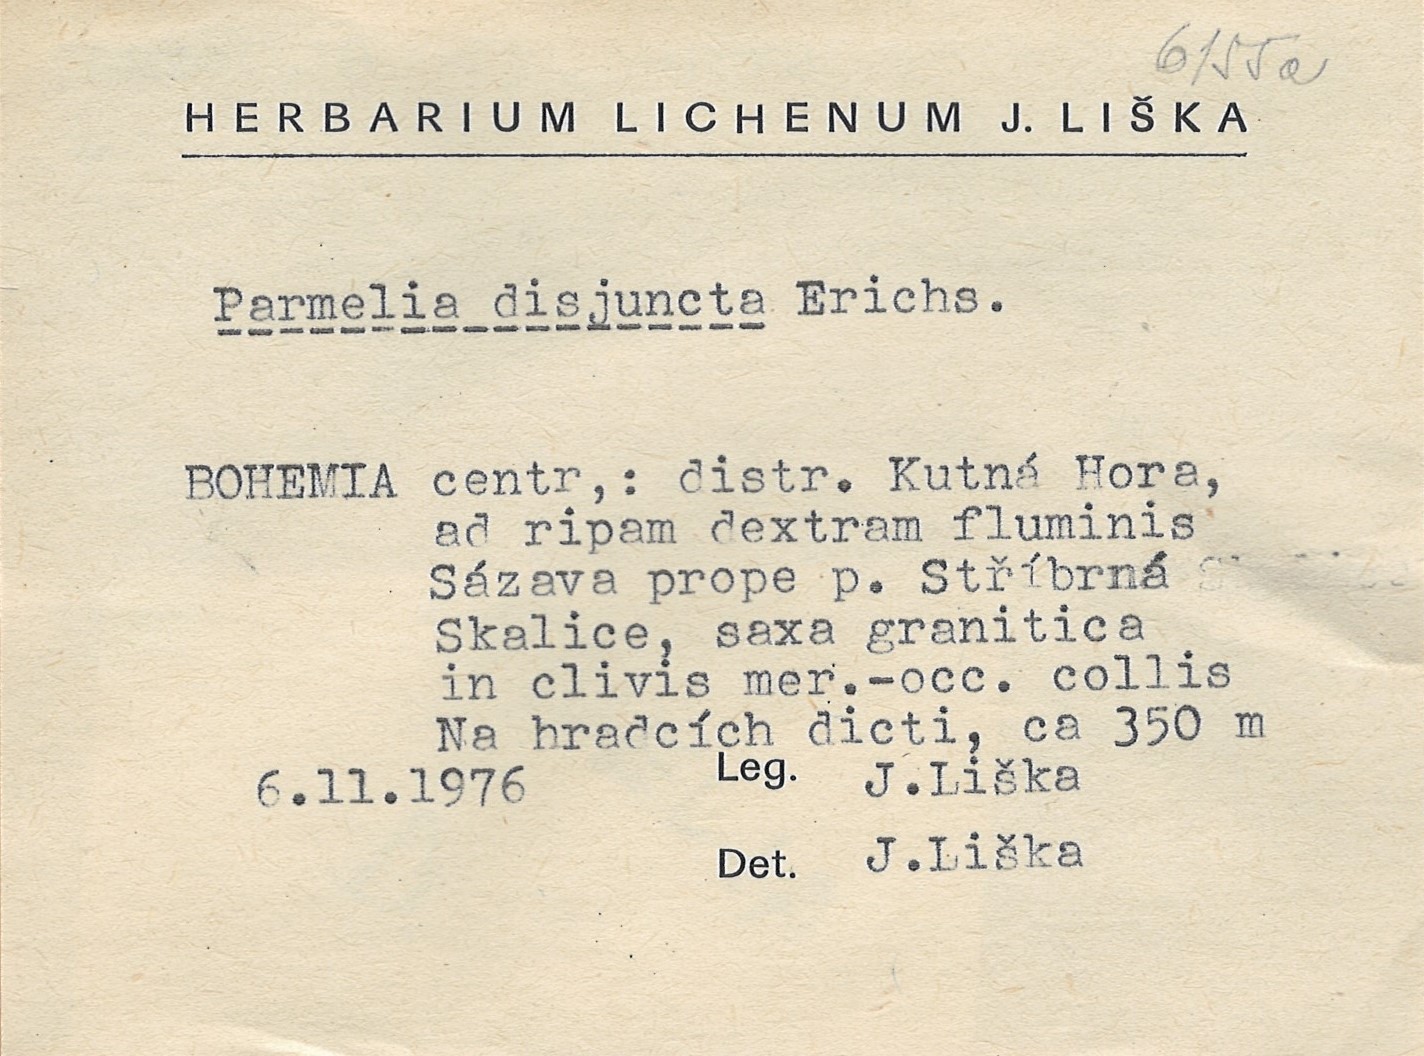 6/55a
HERBARIUM LICHENUM J. LIŠKA
Parmelia disjuncta Erichs.
BOHEMIA centr,: distr. Kutná Hora,
ad ripam dextram fluminis
Sázava prope p. Stříbrná
Skalice, saxa granitica
in clivis mer.-occ. collis
Na hradcích dicti, ca 350 m
6.11.1976 Leg. J.Liška
Det. J.Liška